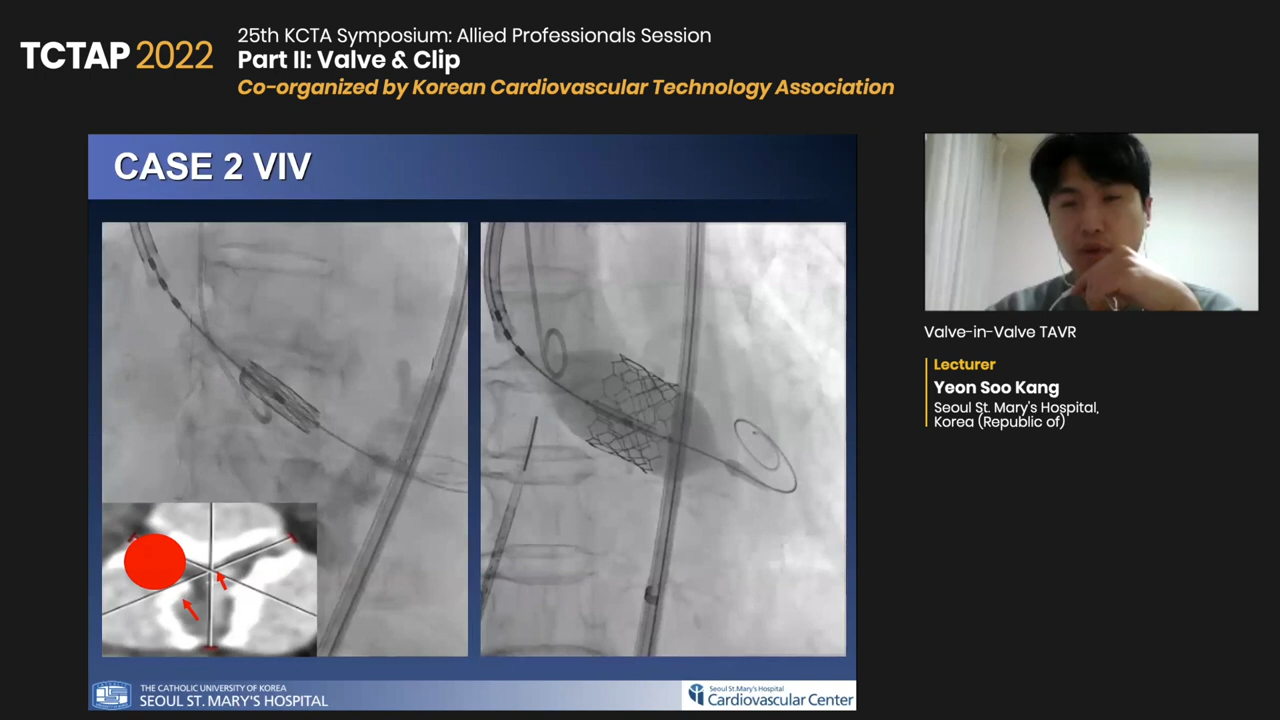 TCTAP 2022
25th KCTA Symposium: Allied Professionals Session
Part II: Valve & Clip
Co-organized by Korean Cardiovascular Technology Association
CASE 2 VIV
Valve-in-Valve TAVR
Lecturer
Yeon Soo Kang
Seoul St. Mary's Hospital,
Korea (Republic of)
THE CATHOLIC UNIVERSITY OF KOREA
SEOUL ST. MARY'S HOSPITAL
Seoul St. Mary's Hospital
Cardiovascular Center